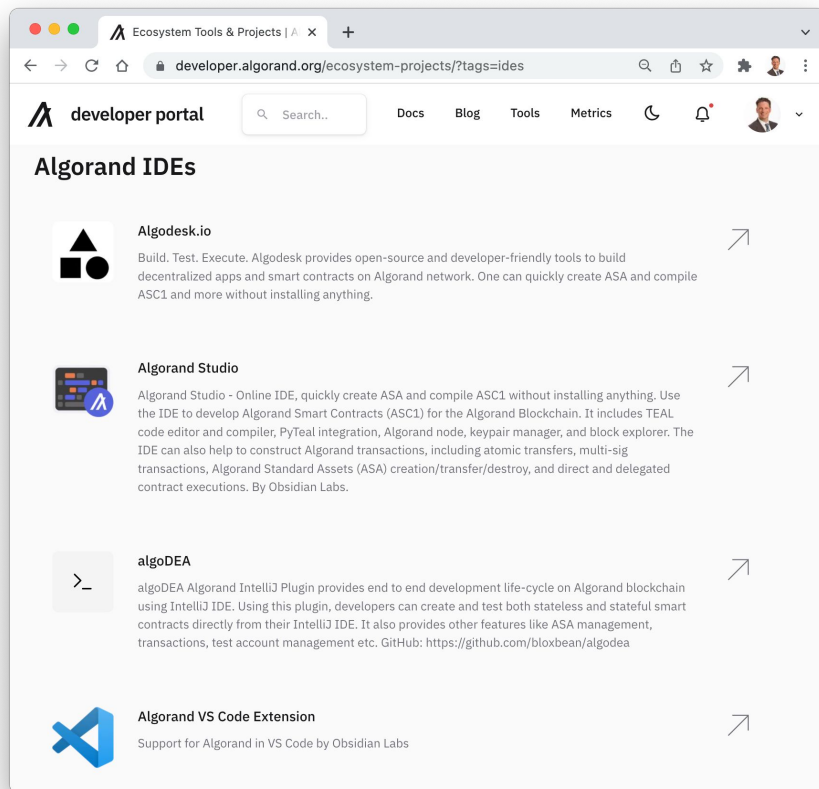 Ecosystem Tools & Projects | A
developer.algorand.org/ecosystem-projects/?tags=ides
developer portal
Search..
Docs
Blog
Tools
Metrics
Algorand IDEs
Algodesk.io
Build. Test. Execute. Algodesk provides open-source and developer-friendly tools to build
decentralized apps and smart contracts on Algorand network. One can quickly create ASA and compile
ASC1 and more without installing anything.
Algorand Studio
Algorand Studio - Online IDE, quickly create ASA and compile ASC1 without installing anything. Use
the IDE to develop Algorand Smart Contracts (ASC1) for the Algorand Blockchain. It includes TEAL
code editor and compiler, PyTeal integration, Algorand node, keypair manager, and block explorer. The
IDE can also help to construct Algorand transactions, including atomic transfers, multi-sig
transactions, Algorand Standard Assets (ASA) creation/transfer/destroy, and direct and delegated
contract executions. By Obsidian Labs.
>_
algoDEA
algoDEA Algorand IntelliJ Plugin provides end to end development life-cycle on Algorand blockchain
using IntelliJ IDE. Using this plugin, developers can create and test both stateless and stateful smart
contracts directly from their IntelliJ IDE. It also provides other features like ASA management,
transactions, test account management etc. GitHub: https://github.com/bloxbean/algodea
Algorand VS Code Extension
Support for Algorand in VS Code by Obsidian Labs